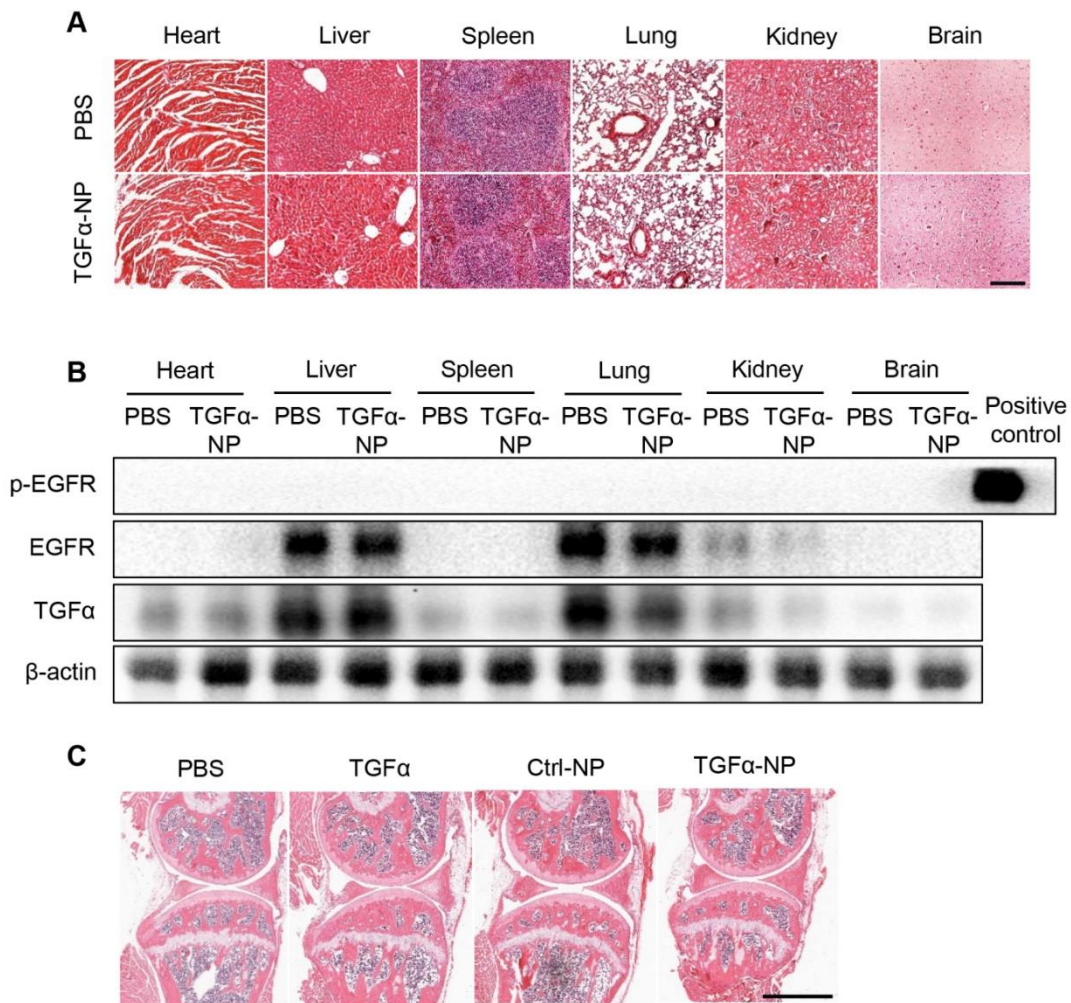 A
Heart Liver Spleen Lung Kidney Brain
PBS
TGFα-NP
B
Heart Liver Spleen Lung Kidney Brain
PBS TGFα-NP PBS TGFα-NP PBS TGFα-NP PBS TGFα-NP PBS TGFα-NP PBS TGFα-NP Positive control
p-EGFR
EGFR
TGFα
β-actin
C
PBS TGFα Ctrl-NP TGFα-NP